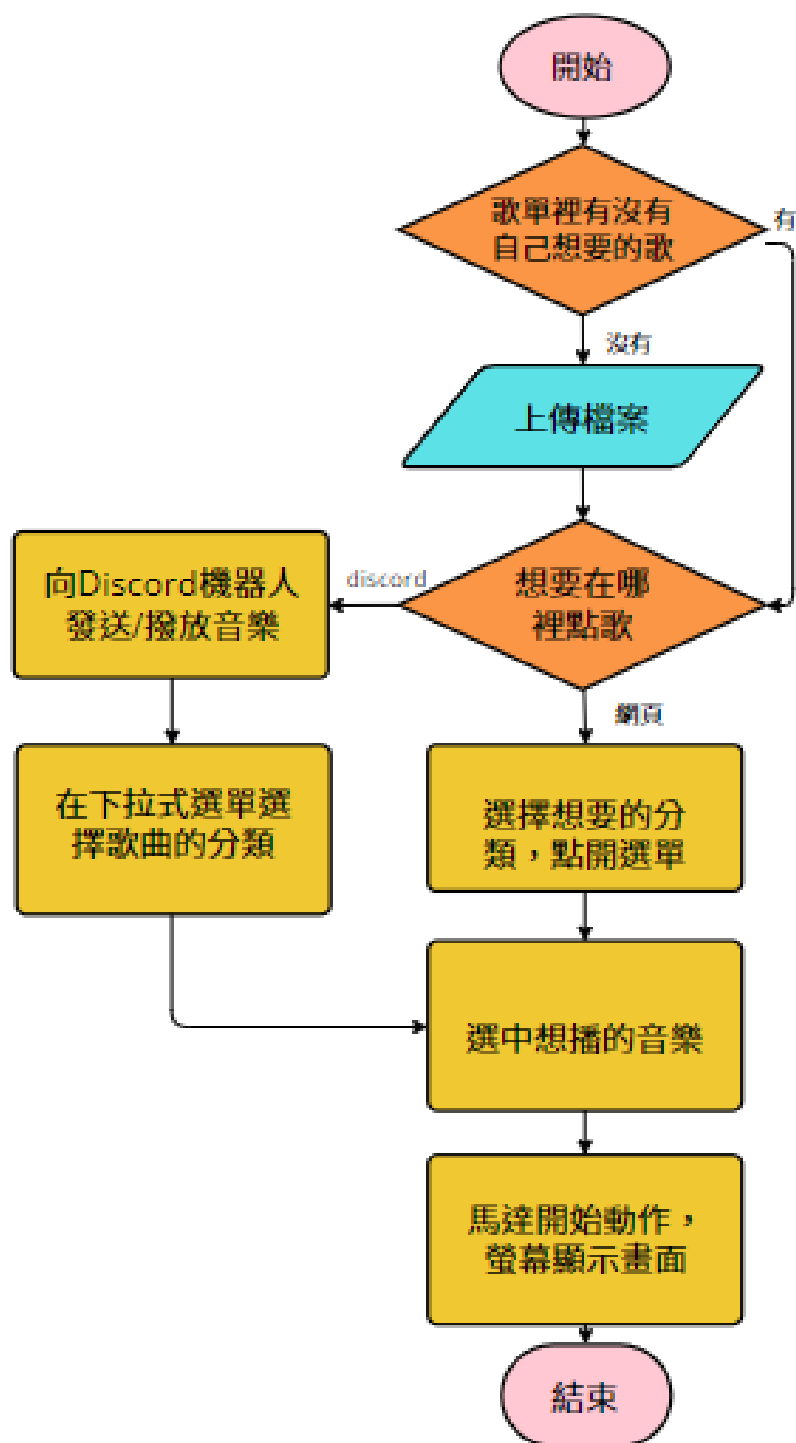 開始
歌單裡有沒有
自己想要的歌
有
沒有
上傳檔案
想要在哪
裡點歌
discord
向Discord機器人
發送/撥放音樂
網頁
在下拉式選單選
擇歌曲的分類
選擇想要的分
類，點開選單
選中想播的音樂
馬達開始動作，
螢幕顯示畫面
結束